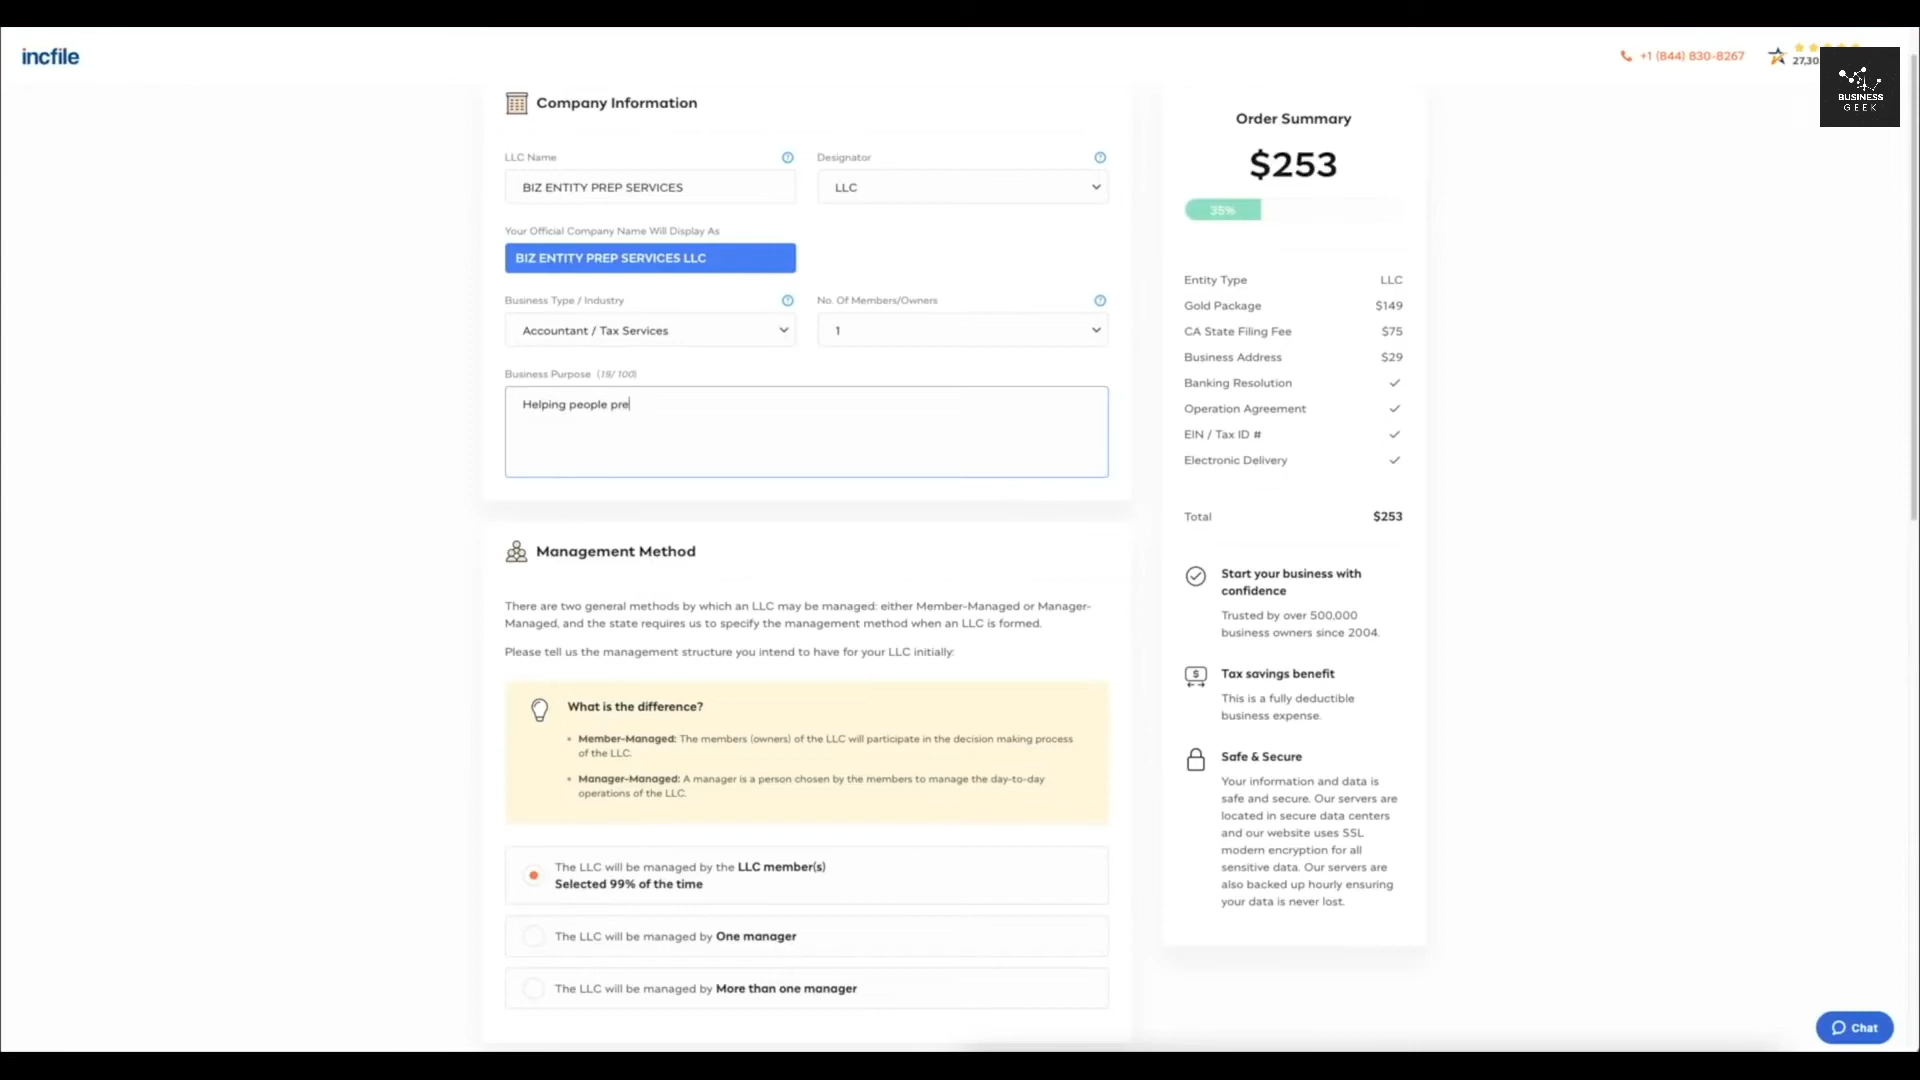 incfile
+1 (844) 830-8267
27,30
BUSINESS
GEEK
Company Information
LLC Name
Designator
BIZ ENTITY PREP SERVICES
LLC
Your Official Company Name Will Display As
BIZ ENTITY PREP SERVICES LLC
Business Type / Industry
No. Of Members/Owners
Accountant / Tax Services
1
Business Purpose (19/ 100)
Helping people pre
Management Method
There are two general methods by which an LLC may be managed: either Member-Managed or Manager-
Managed, and the state requires us to specify the management method when an LLC is formed.
Please tell us the management structure you intend to have for your LLC initially:
What is the difference?
• Member-Managed: The members (owners) of the LLC will participate in the decision making process
of the LLC.
• Manager-Managed: A manager is a person chosen by the members to manage the day-to-day
operations of the LLC.
The LLC will be managed by the LLC member(s)
Selected 99% of the time
The LLC will be managed by One manager
The LLC will be managed by More than one manager
Order Summary
$253
35%
Entity Type LLC
Gold Package $149
CA State Filing Fee $75
Business Address $29
Banking Resolution
Operation Agreement
EIN / Tax ID #
Electronic Delivery
Total $253
Start your business with
confidence
Trusted by over 500,000
business owners since 2004.
Tax savings benefit
This is a fully deductible
business expense.
Safe & Secure
Your information and data is
safe and secure. Our servers are
located in secure data centers
and our website uses SSL
modern encryption for all
sensitive data. Our servers are
also backed up hourly ensuring
your data is never lost.
Chat